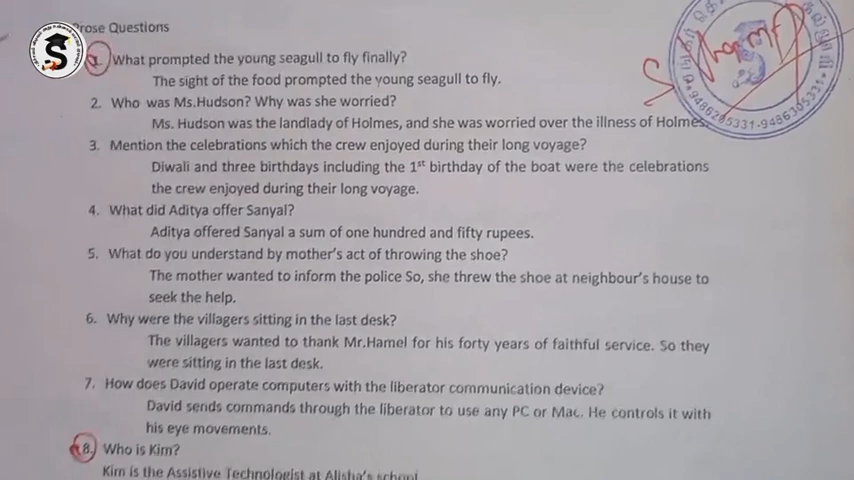 Prose Questions
1. What prompted the young seagull to fly finally?
The sight of the food prompted the young seagull to fly.
2. Who was Ms.Hudson? Why was she worried?
Ms. Hudson was the landlady of Holmes, and she was worried over the illness of Holmes.
3. Mention the celebrations which the crew enjoyed during their long voyage?
Diwali and three birthdays including the 1st birthday of the boat were the celebrations
the crew enjoyed during their long voyage.
4. What did Aditya offer Sanyal?
Aditya offered Sanyal a sum of one hundred and fifty rupees.
5. What do you understand by mother's act of throwing the shoe?
The mother wanted to inform the police So, she threw the shoe at neighbour's house to
seek the help.
6. Why were the villagers sitting in the last desk?
The villagers wanted to thank Mr.Hamel for his forty years of faithful service. So they
were sitting in the last desk.
7. How does David operate computers with the liberator communication device?
David sends commands through the liberator to use any PC or Mac. He controls it with
his eye movements.
8. Who is Kim?
Kim is the Assistive Technologist at Alisha's school
S